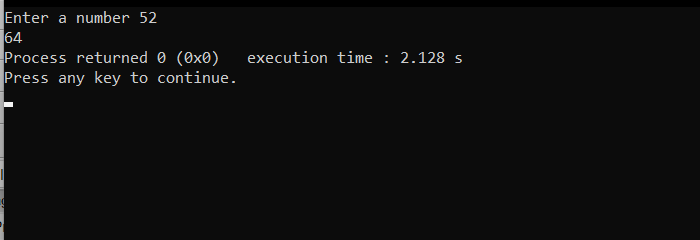 Enter a number 52
64
Process returned 0 (0x0)   execution time : 2.128 s
Press any key to continue.